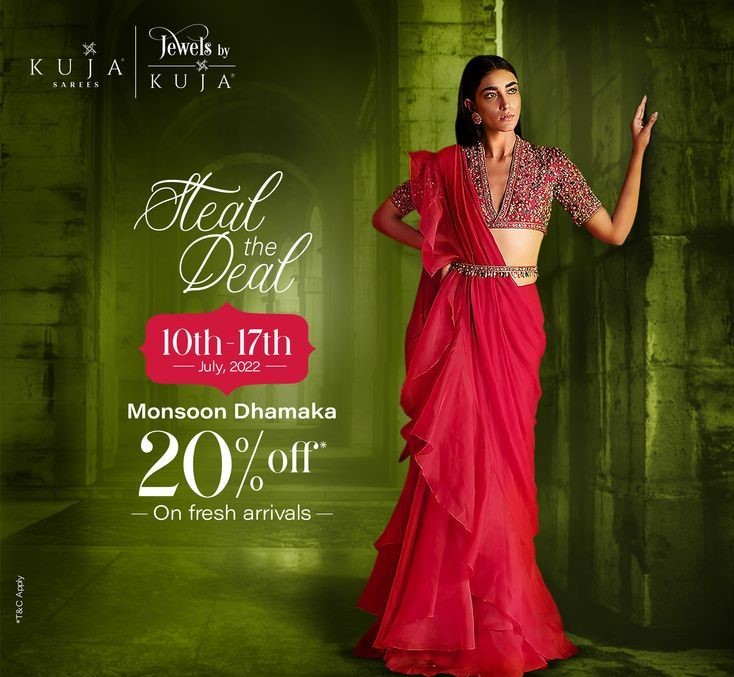 KUJA®
SAREES
Jewels by
KUJA®
Steal
the
Deal
10th-17th
July, 2022
Monsoon Dhamaka
20% off*
— On fresh arrivals —
*T&C Apply